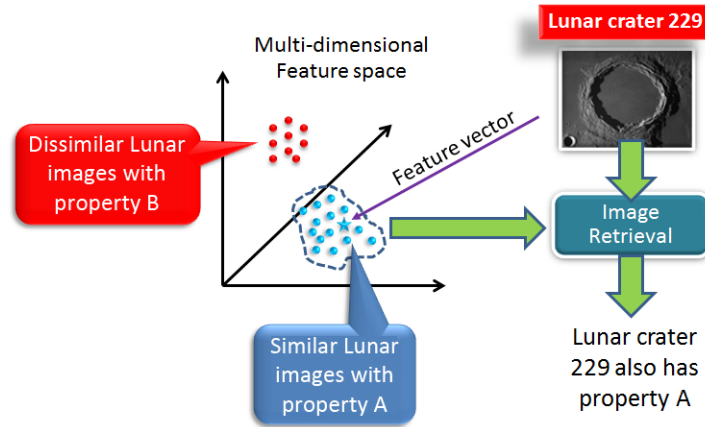 Lunar crater 229
Multi-dimensional
Feature space
Dissimilar Lunar
images with
property B
Feature vector
Image
Retrieval
Similar Lunar
images with
property A
Lunar crater
229 also has
property A